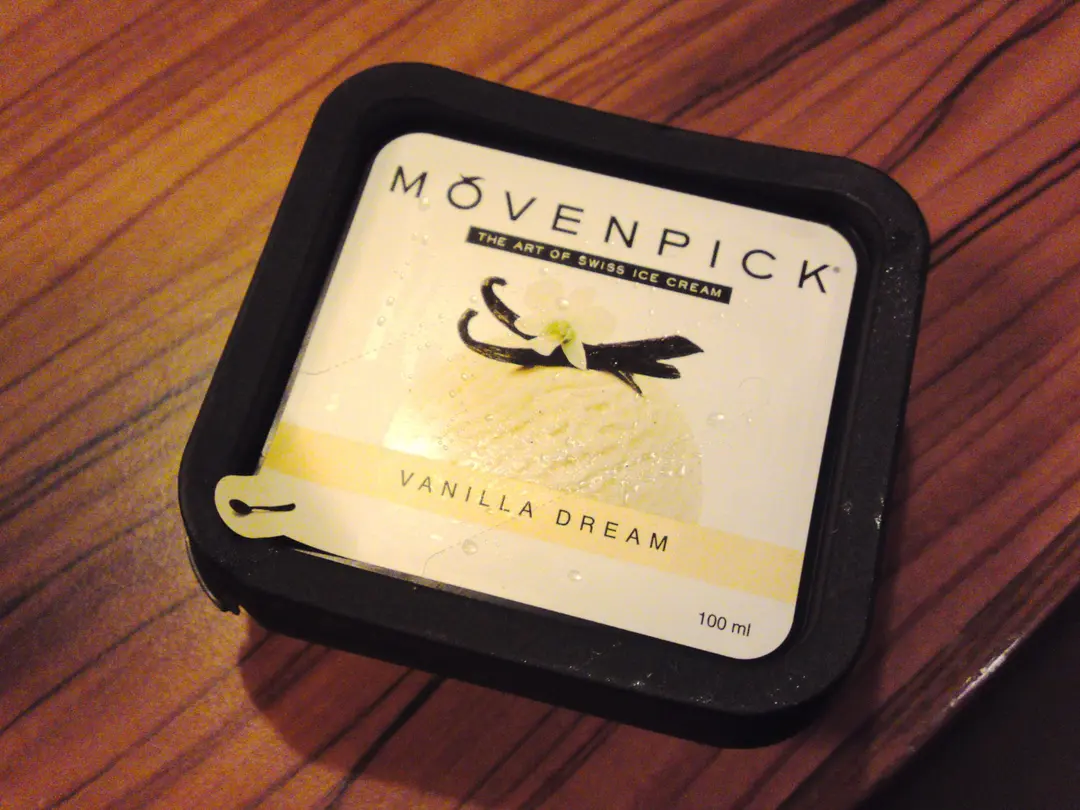 MÖVENPICK®
THE ART OF SWISS ICE CREAM
VANILLA DREAM
100 ml